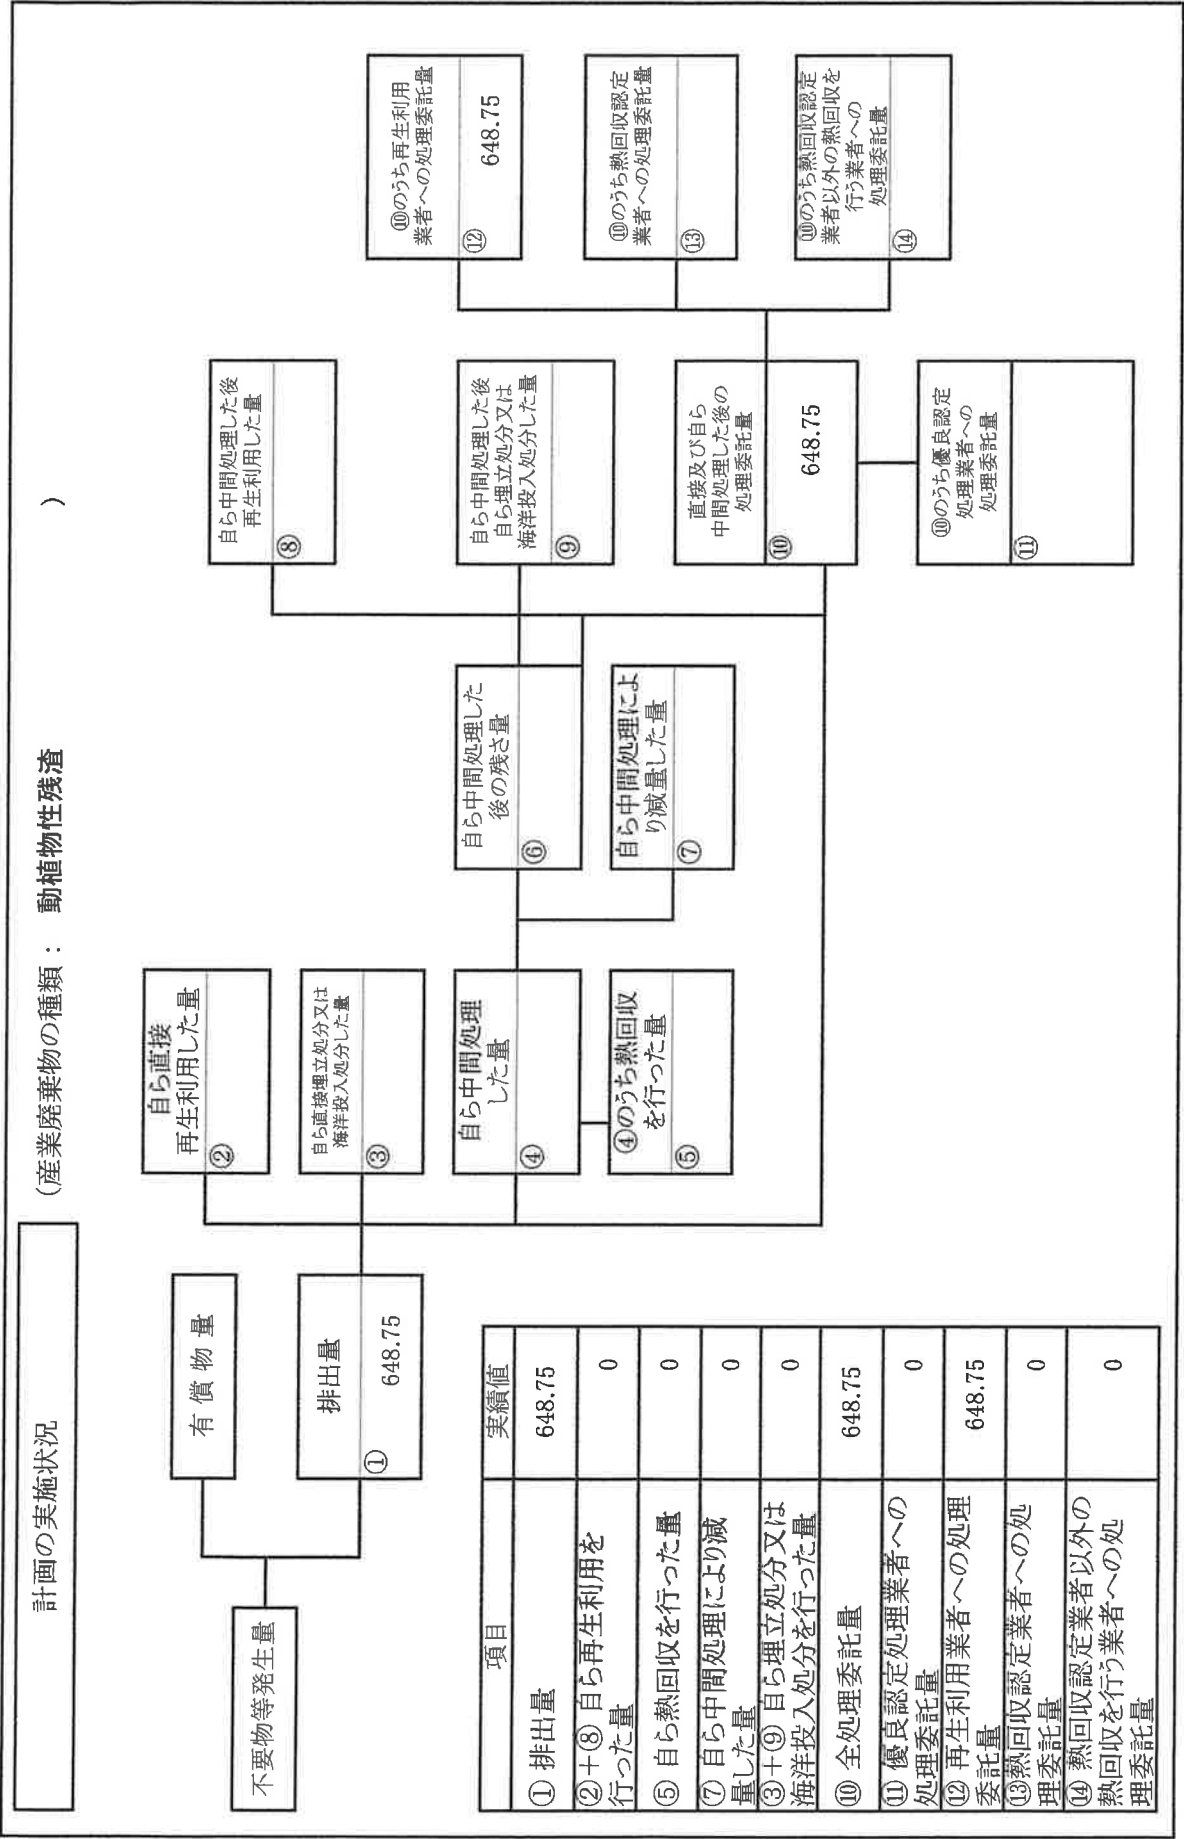 計画の実施状況
(産業廃棄物の種類： 動植物性残渣 )
不要物等発生量
有償物量
排出量
① 648.75
自ら直接
再生利用した量
②
自ら直接埋立処分又は
海洋投入処分した量
③
自ら中間処理
した量
④
④のうち熱回収
を行った量
⑤
自ら中間処理した
後の残さ量
⑥
自ら中間処理によ
り減量した量
⑦
自ら中間処理した後
再生利用した量
⑧
自ら中間処理した後
自ら埋立処分又は
海洋投入処分した量
⑨
直接及び自ら
中間処理した後の
処理委託量
⑩ 648.75
⑩のうち優良認定
処理業者への
処理委託量
⑪
⑩のうち再生利用
業者への処理委託量
⑫ 648.75
⑩のうち熱回収認定
業者への処理委託量
⑬
⑩のうち熱回収認定
業者以外の熱回収を
行う業者への
処理委託量
⑭
項目 実績値
① 排出量 648.75
②＋⑧ 自ら再生利用を
行った量 0
⑤ 自ら熱回収を行った量 0
⑦ 自ら中間処理により減
量した量 0
③＋⑨ 自ら埋立処分又は
海洋投入処分を行った量 0
⑩ 全処理委託量 648.75
⑪ 優良認定処理業者への
処理委託量 0
⑫ 再生利用業者への処理
委託量 648.75
⑬熱回収認定業者への処
理委託量 0
⑭ 熱回収認定業者以外の
熱回収を行う業者への処
理委託量 0